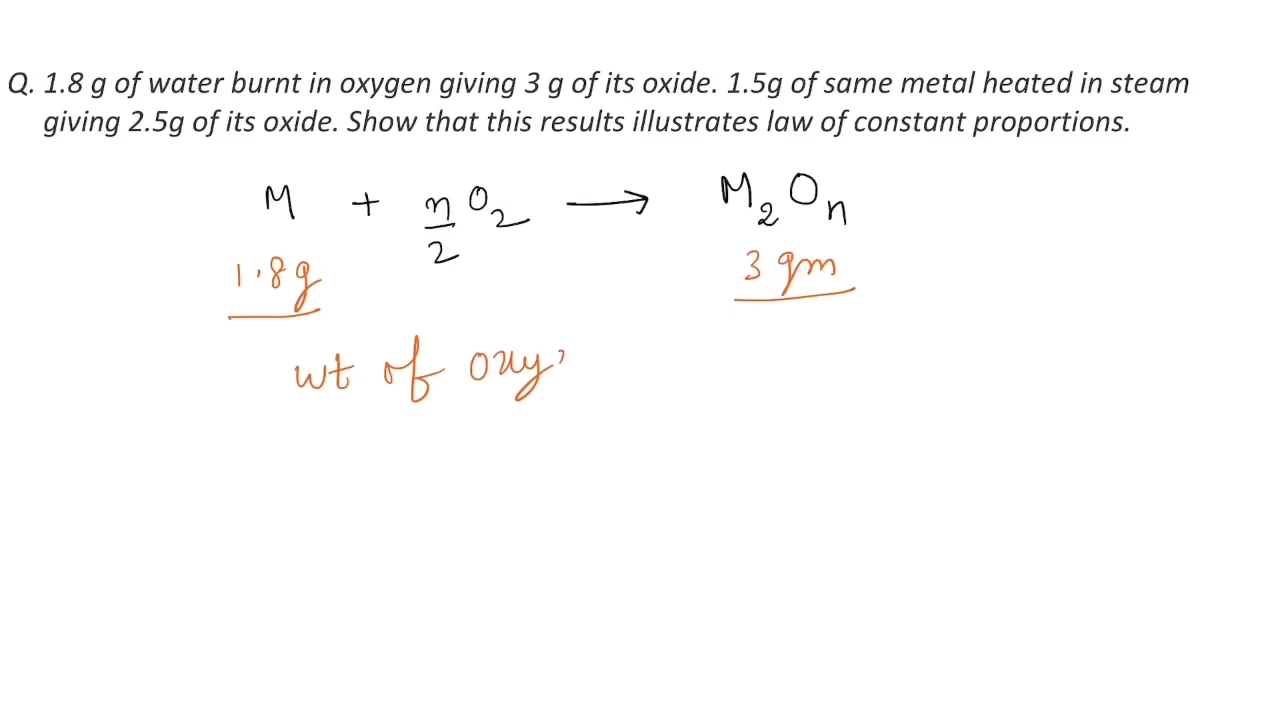 Q. 1.8 g of water burnt in oxygen giving 3 g of its oxide. 1.5g of same metal heated in steam
giving 2.5g of its oxide. Show that this results illustrates law of constant proportions.
M + n/2 O₂ → M₂Oₙ
1.8g 3 gm
wt of oxy